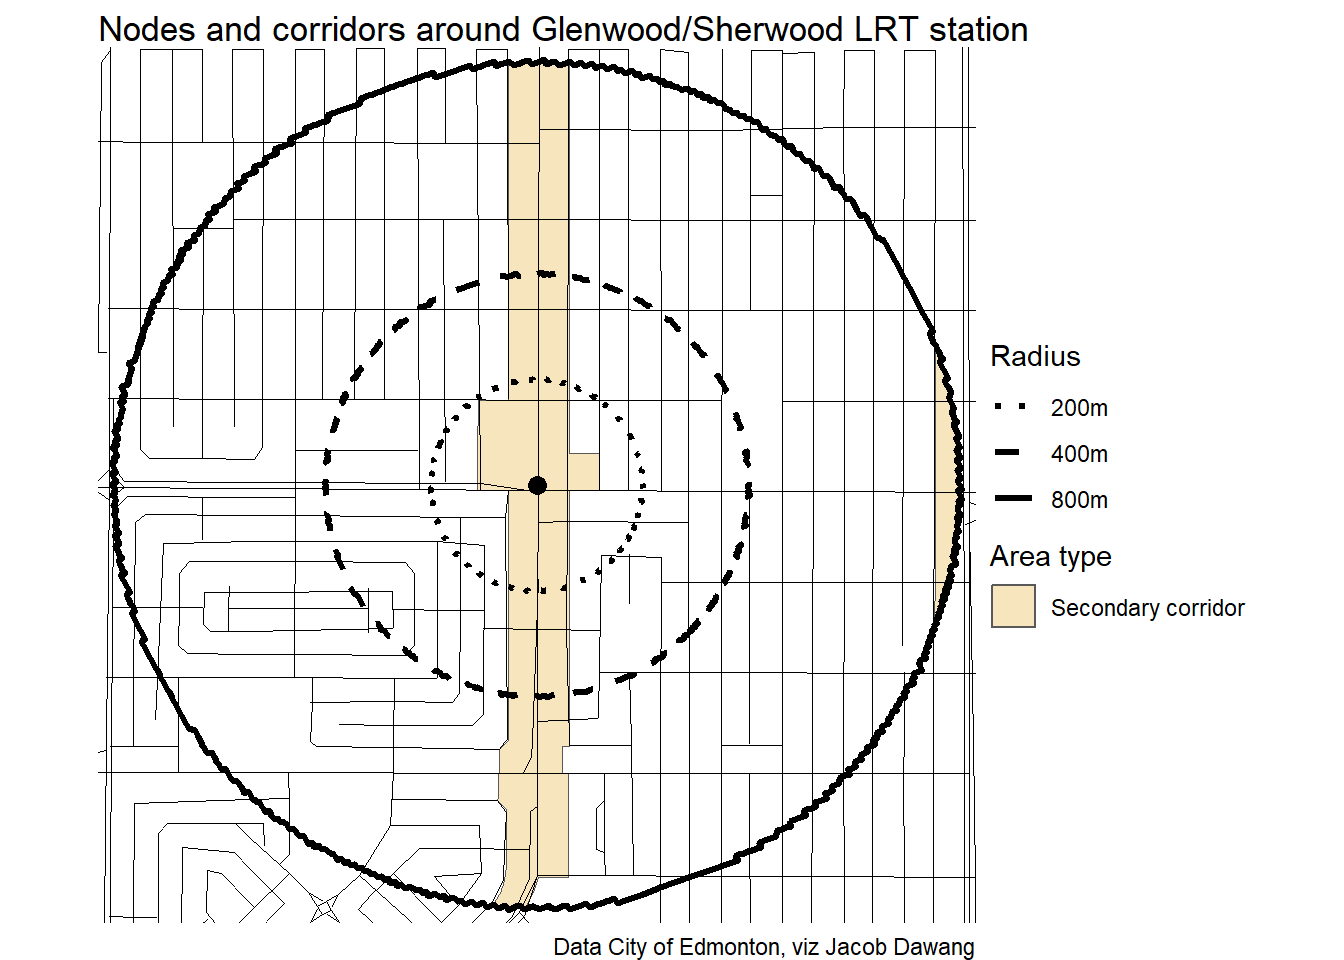 Nodes and corridors around Glenwood/Sherwood LRT station
Radius
200m
400m
800m
Area type
Secondary corridor
Data City of Edmonton, viz Jacob Dawang